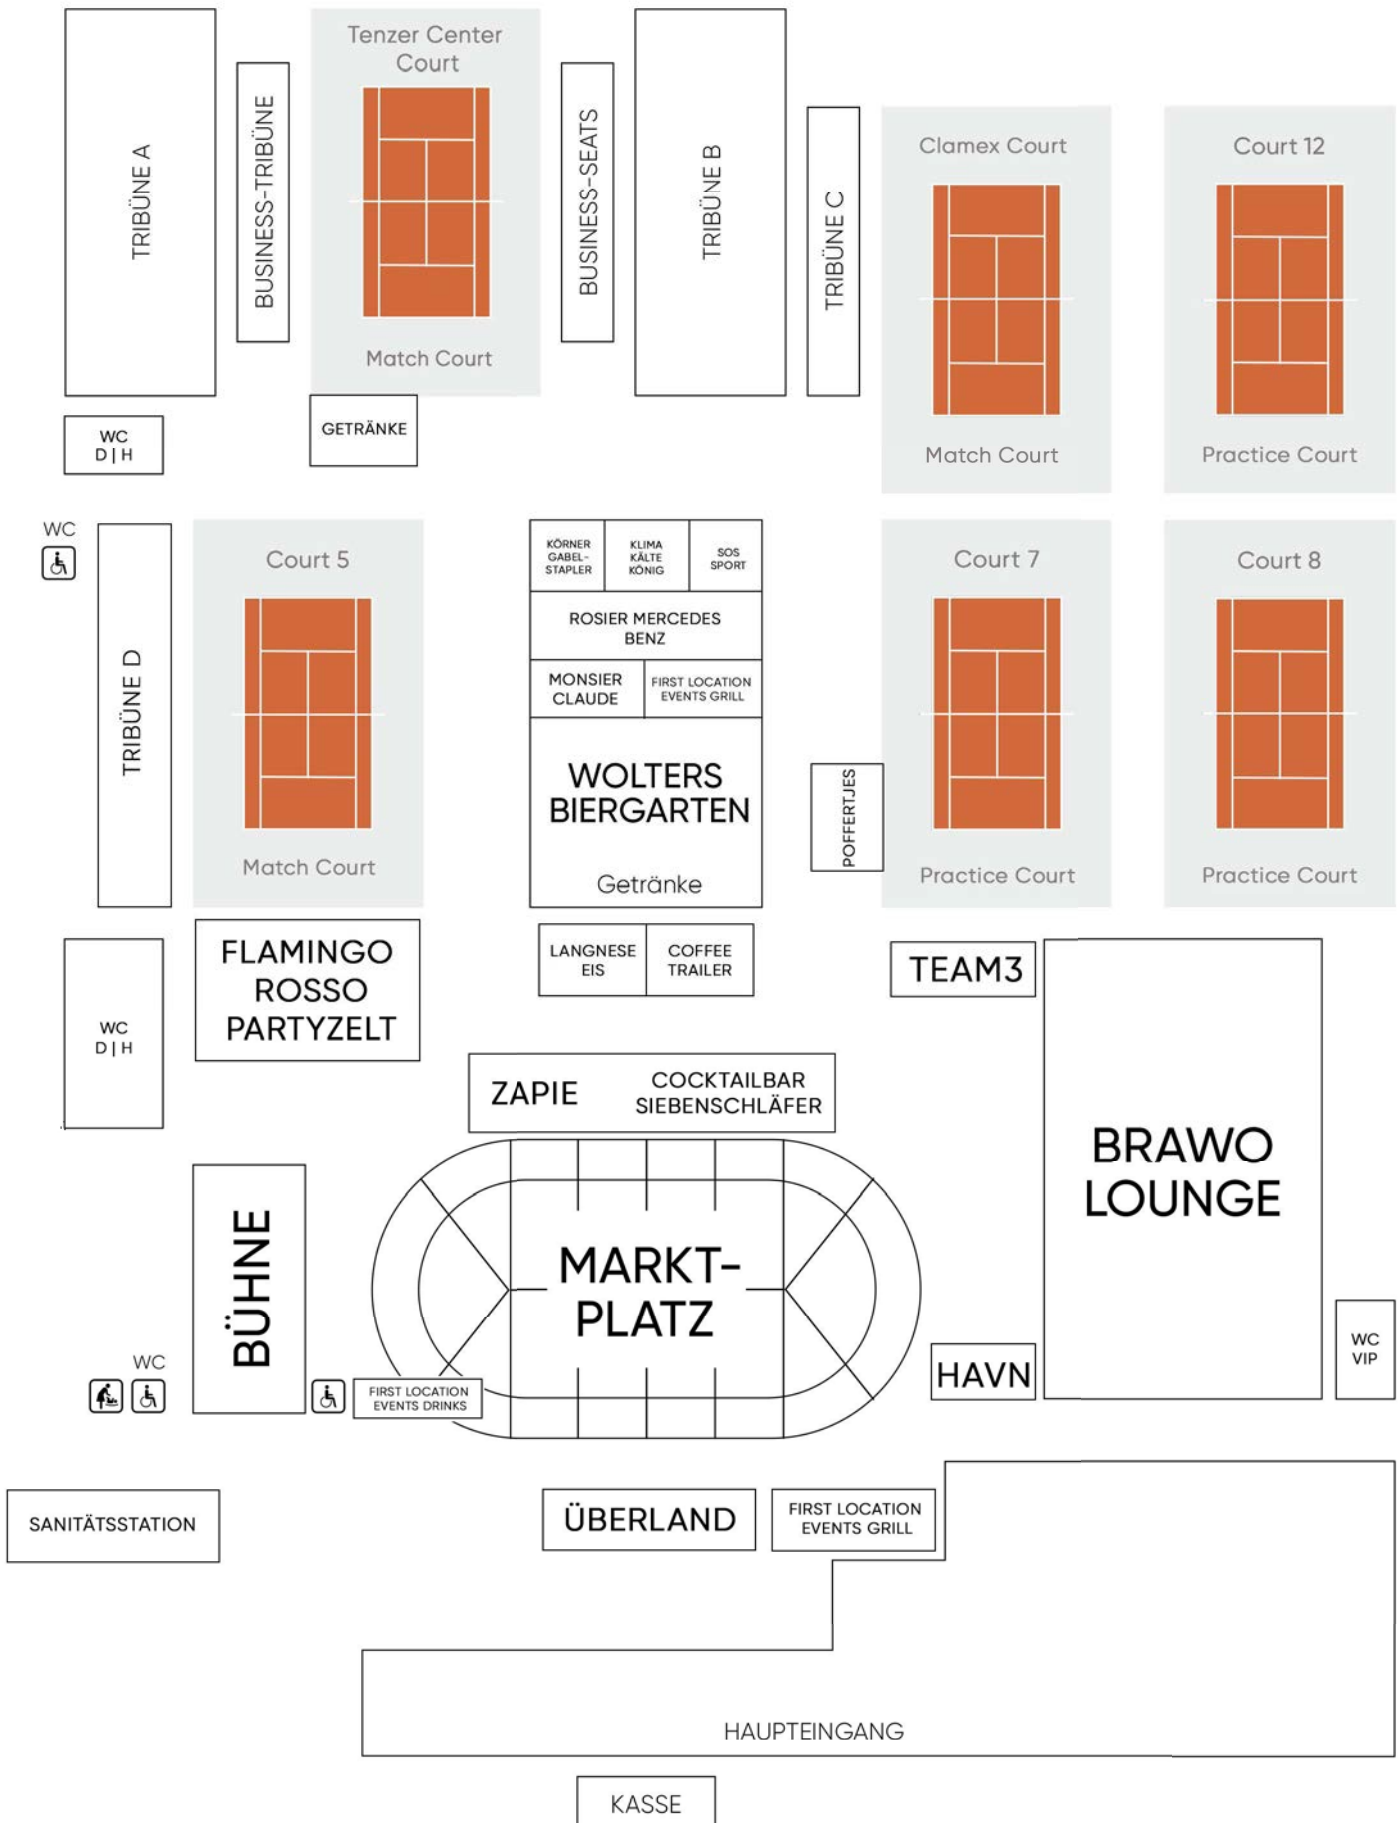 Tenzer Center
Court
TRIBÜNE A
BUSINESS-TRIBÜNE
BUSINESS-SEATS
TRIBÜNE B
TRIBÜNE C
Clamex Court
Court 12
Match Court
Match Court
Practice Court
WC
D | H
GETRÄNKE
WC
TRIBÜNE D
Court 5
KÖRNER
GABEL-
STAPLER
KLIMA
KÄLTE
KÖNIG
SOS
SPORT
Court 7
Court 8
ROSIER MERCEDES
BENZ
MONSIER
CLAUDE
FIRST LOCATION
EVENTS GRILL
WOLTERS
BIERGARTEN
Getränke
POFFERTJES
Match Court
Practice Court
Practice Court
FLAMINGO
ROSSO
PARTYZELT
LANGNESE
EIS
COFFEE
TRAILER
TEAM3
WC
D | H
ZAPIE
COCKTAILBAR
SIEBENSCHLÄFER
BRAWO
LOUNGE
BÜHNE
MARKT-
PLATZ
WC
FIRST LOCATION
EVENTS DRINKS
HAVN
WC
VIP
SANITÄTSSTATION
ÜBERLAND
FIRST LOCATION
EVENTS GRILL
HAUPTEINGANG
KASSE